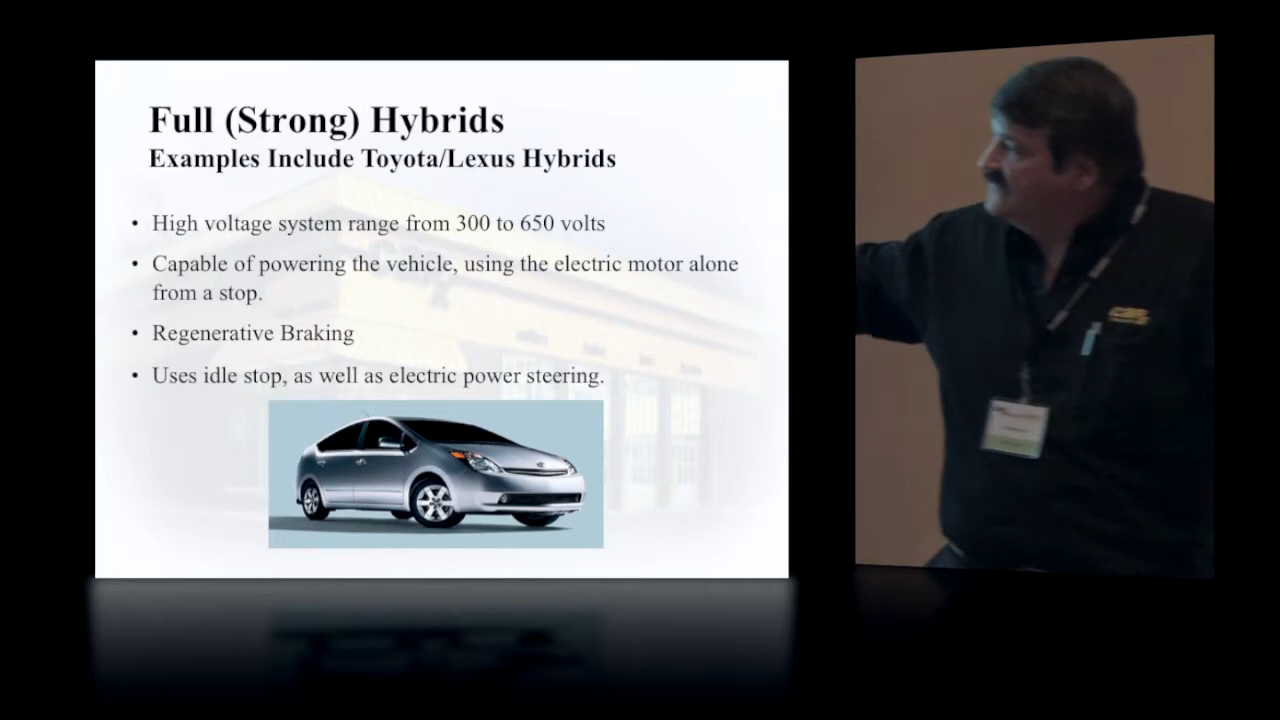 Full (Strong) Hybrids
Examples Include Toyota/Lexus Hybrids
• High voltage system range from 300 to 650 volts
• Capable of powering the vehicle, using the electric motor alone
from a stop.
• Regenerative Braking
• Uses idle stop, as well as electric power steering.